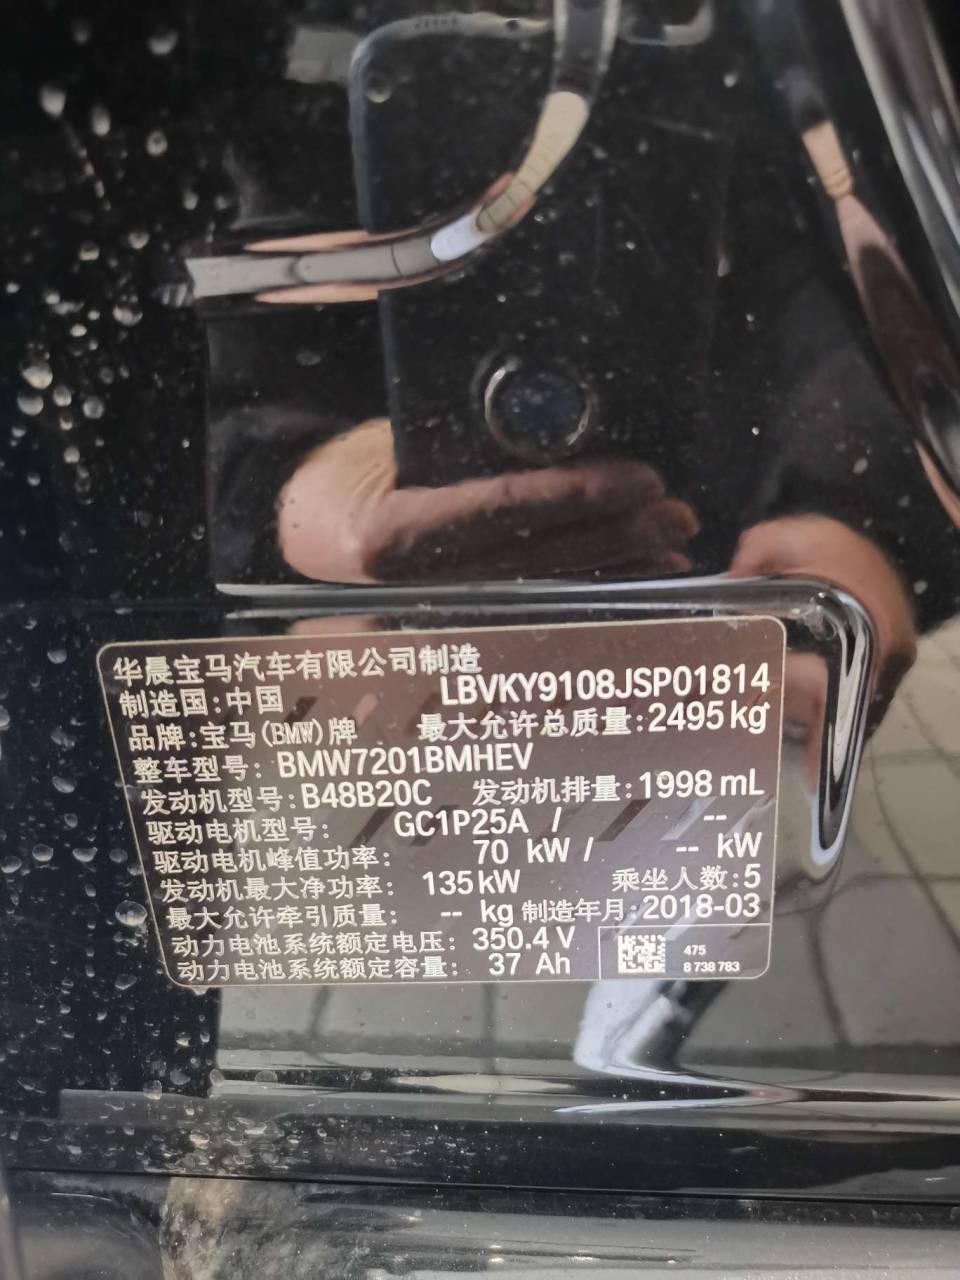 华晨宝马汽车有限公司制造
制造国:中国 LBVKY9108JSP01814
品牌:宝马(BMW)牌 最大允许总质量:2495kg
整车型号: BMW7201BMHEV
发动机型号:B48B20C 发动机排量:1998 mL
驱动电机型号: GC1P25A / --
驱动电机峰值功率: 70 kW / -- kW
发动机最大净功率: 135kW 乘坐人数:5
最大允许牵引质量: -- kg 制造年月:2018-03
动力电池系统额定电压: 350.4 V
动力电池系统额定容量: 37 Ah
475
8 738 783